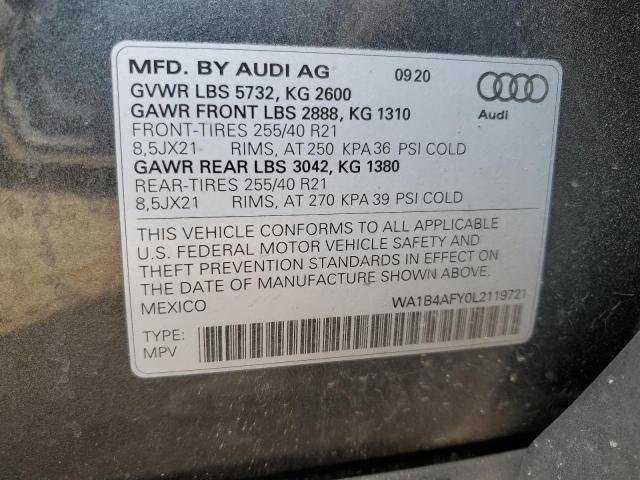 MFD. BY AUDI AG 0920
GVWR LBS 5732, KG 2600
GAWR FRONT LBS 2888, KG 1310
Audi
FRONT-TIRES 255/40 R21
8,5JX21 RIMS, AT 250 KPA 36 PSI COLD
GAWR REAR LBS 3042, KG 1380
REAR-TIRES 255/40 R21
8,5JX21 RIMS, AT 270 KPA 39 PSI COLD
THIS VEHICLE CONFORMS TO ALL APPLICABLE
U.S. FEDERAL MOTOR VEHICLE SAFETY AND
THEFT PREVENTION STANDARDS IN EFFECT ON
THE DATE OF MANUFACTURE SHOWN ABOVE.
MEXICO WA1B4AFY0L2119721
TYPE:
MPV